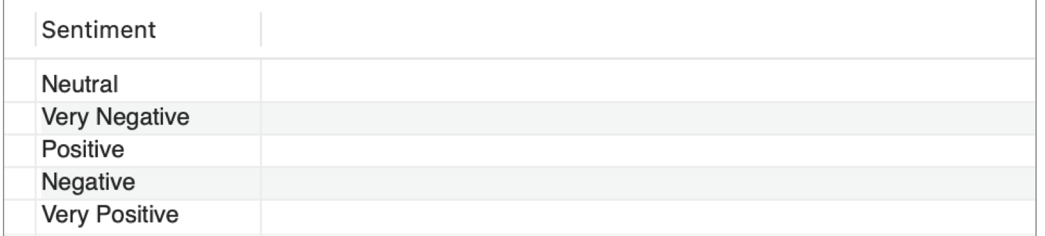 Sentiment
Neutral
Very Negative
Positive
Negative
Very Positive